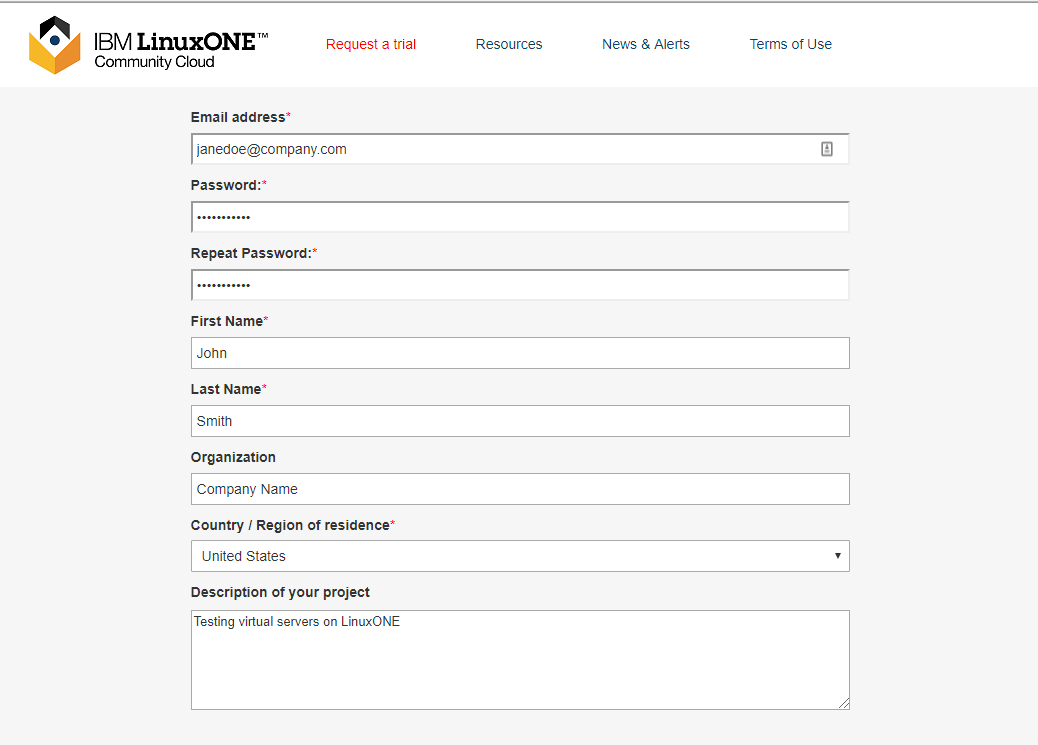 IBM LinuxONE™
Community Cloud
Request a trial
Resources
News & Alerts
Terms of Use
Email address*
janedoe@company.com
Password:*
•••••••••••
Repeat Password:*
•••••••••••
First Name*
John
Last Name*
Smith
Organization
Company Name
Country / Region of residence*
United States
Description of your project
Testing virtual servers on LinuxONE